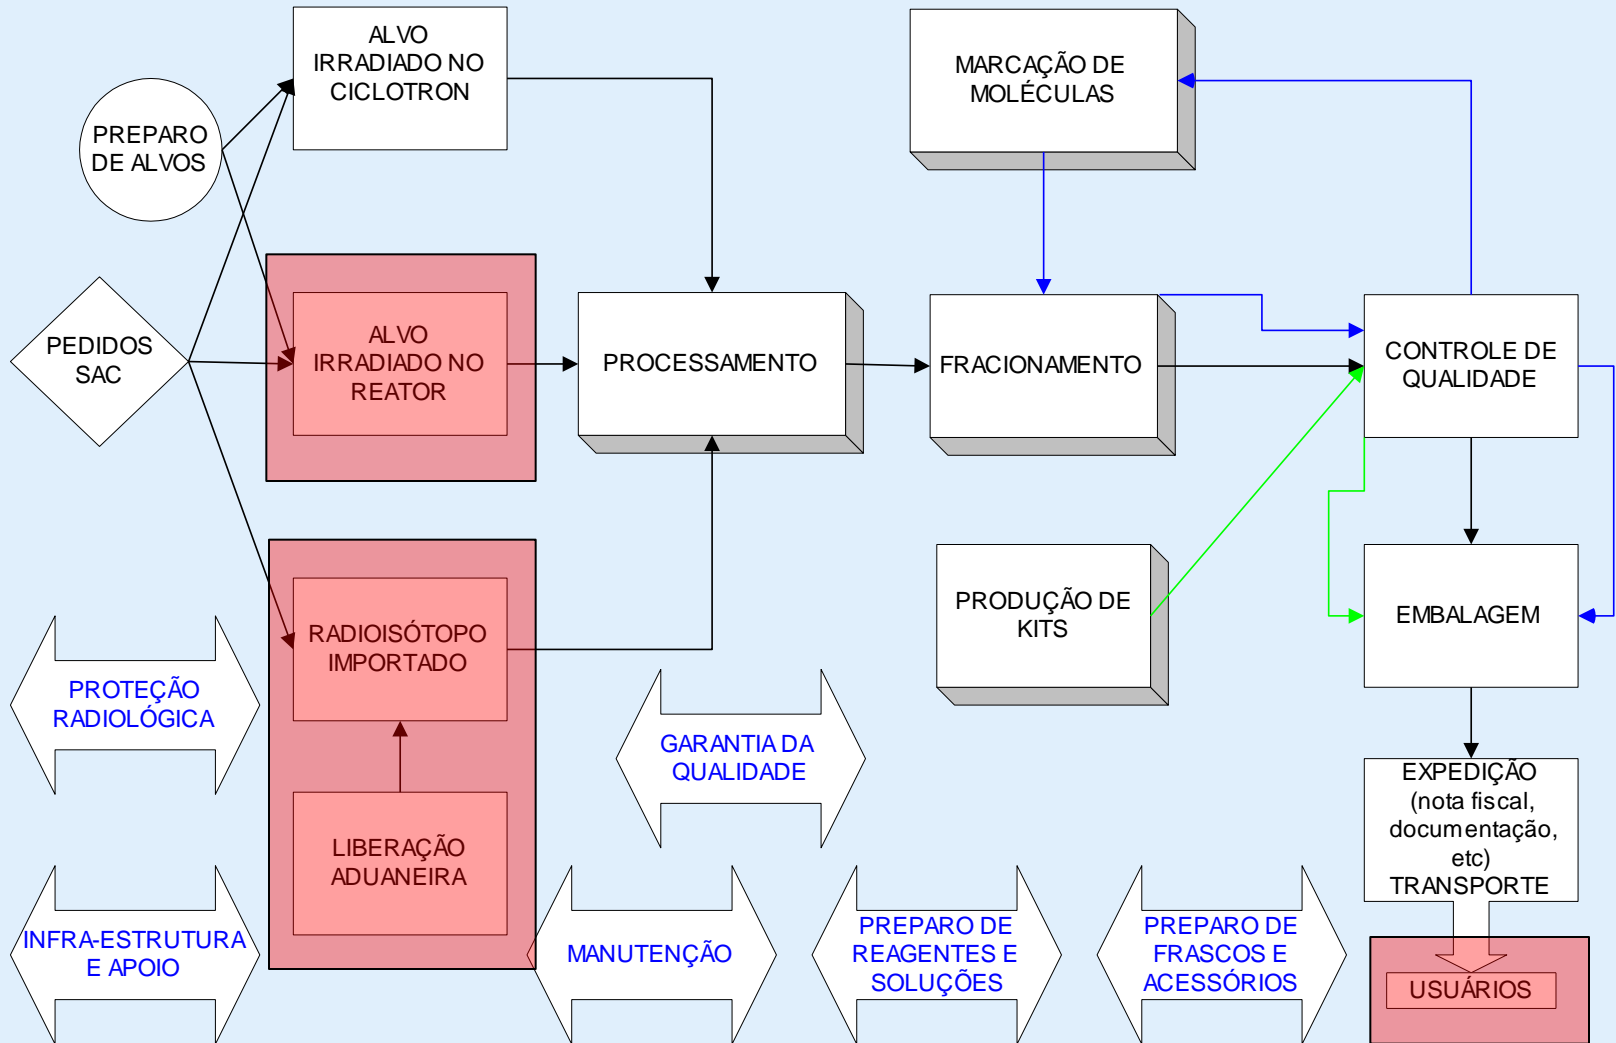 ALVO
IRRADIADO NO
CICLOTRON
MARCAÇÃO DE
MOLÉCULAS
PREPARO
DE ALVOS
PEDIDOS
SAC
ALVO
IRRADIADO NO
REATOR
PROCESSAMENTO
FRACIONAMENTO
CONTROLE DE
QUALIDADE
RADIOISÓTOPO
IMPORTADO
PRODUÇÃO DE
KITS
EMBALAGEM
PROTEÇÃO
RADIOLÓGICA
GARANTIA DA
QUALIDADE
LIBERAÇÃO
ADUANEIRA
EXPEDIÇÃO
(nota fiscal,
documentação,
etc)
TRANSPORTE
INFRA-ESTRUTURA
E APOIO
MANUTENÇÃO
PREPARO DE
REAGENTES E
SOLUÇÕES
PREPARO DE
FRASCOS E
ACESSÓRIOS
USUÁRIOS